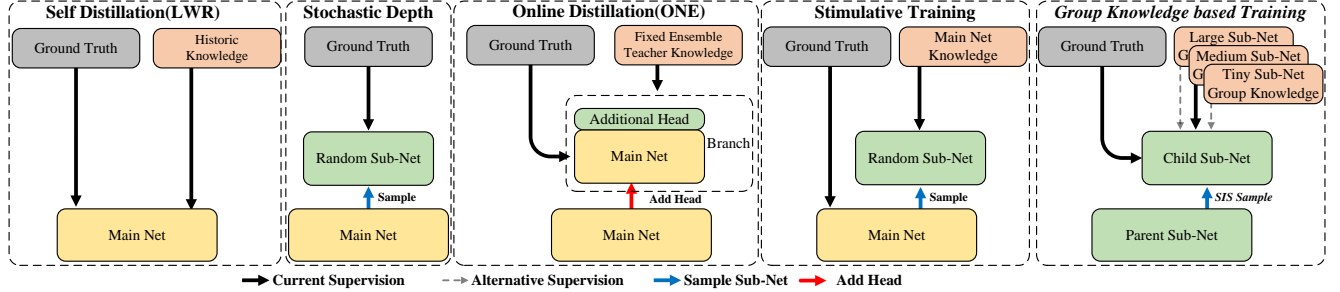 Self Distillation(LWR)
Ground Truth
Historic
Knowledge
Main Net
Stochastic Depth
Ground Truth
Random Sub-Net
Sample
Main Net
Online Distillation(ONE)
Ground Truth
Fixed Ensemble
Teacher Knowledge
Additional Head
Main Net
Branch
Add Head
Main Net
Stimulative Training
Ground Truth
Main Net
Knowledge
Random Sub-Net
Sample
Main Net
Group Knowledge based Training
Ground Truth
Large Sub-Net
G
Medium Sub-Net
G
Tiny Sub-Net
Group Knowledge
Child Sub-Net
SIS Sample
Parent Sub-Net
Current Supervision
Alternative Supervision
Sample Sub-Net
Add Head